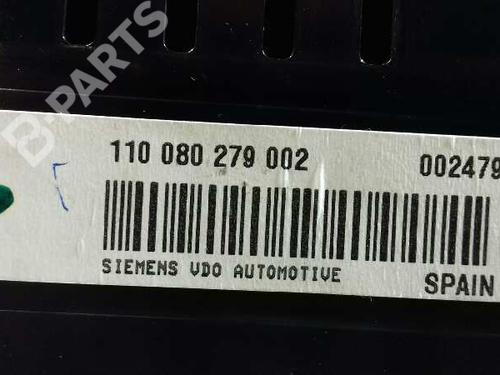 B-PARTS
110 080 279 002 002479
SIEMENS VDO AUTOMOTIVE
SPAIN